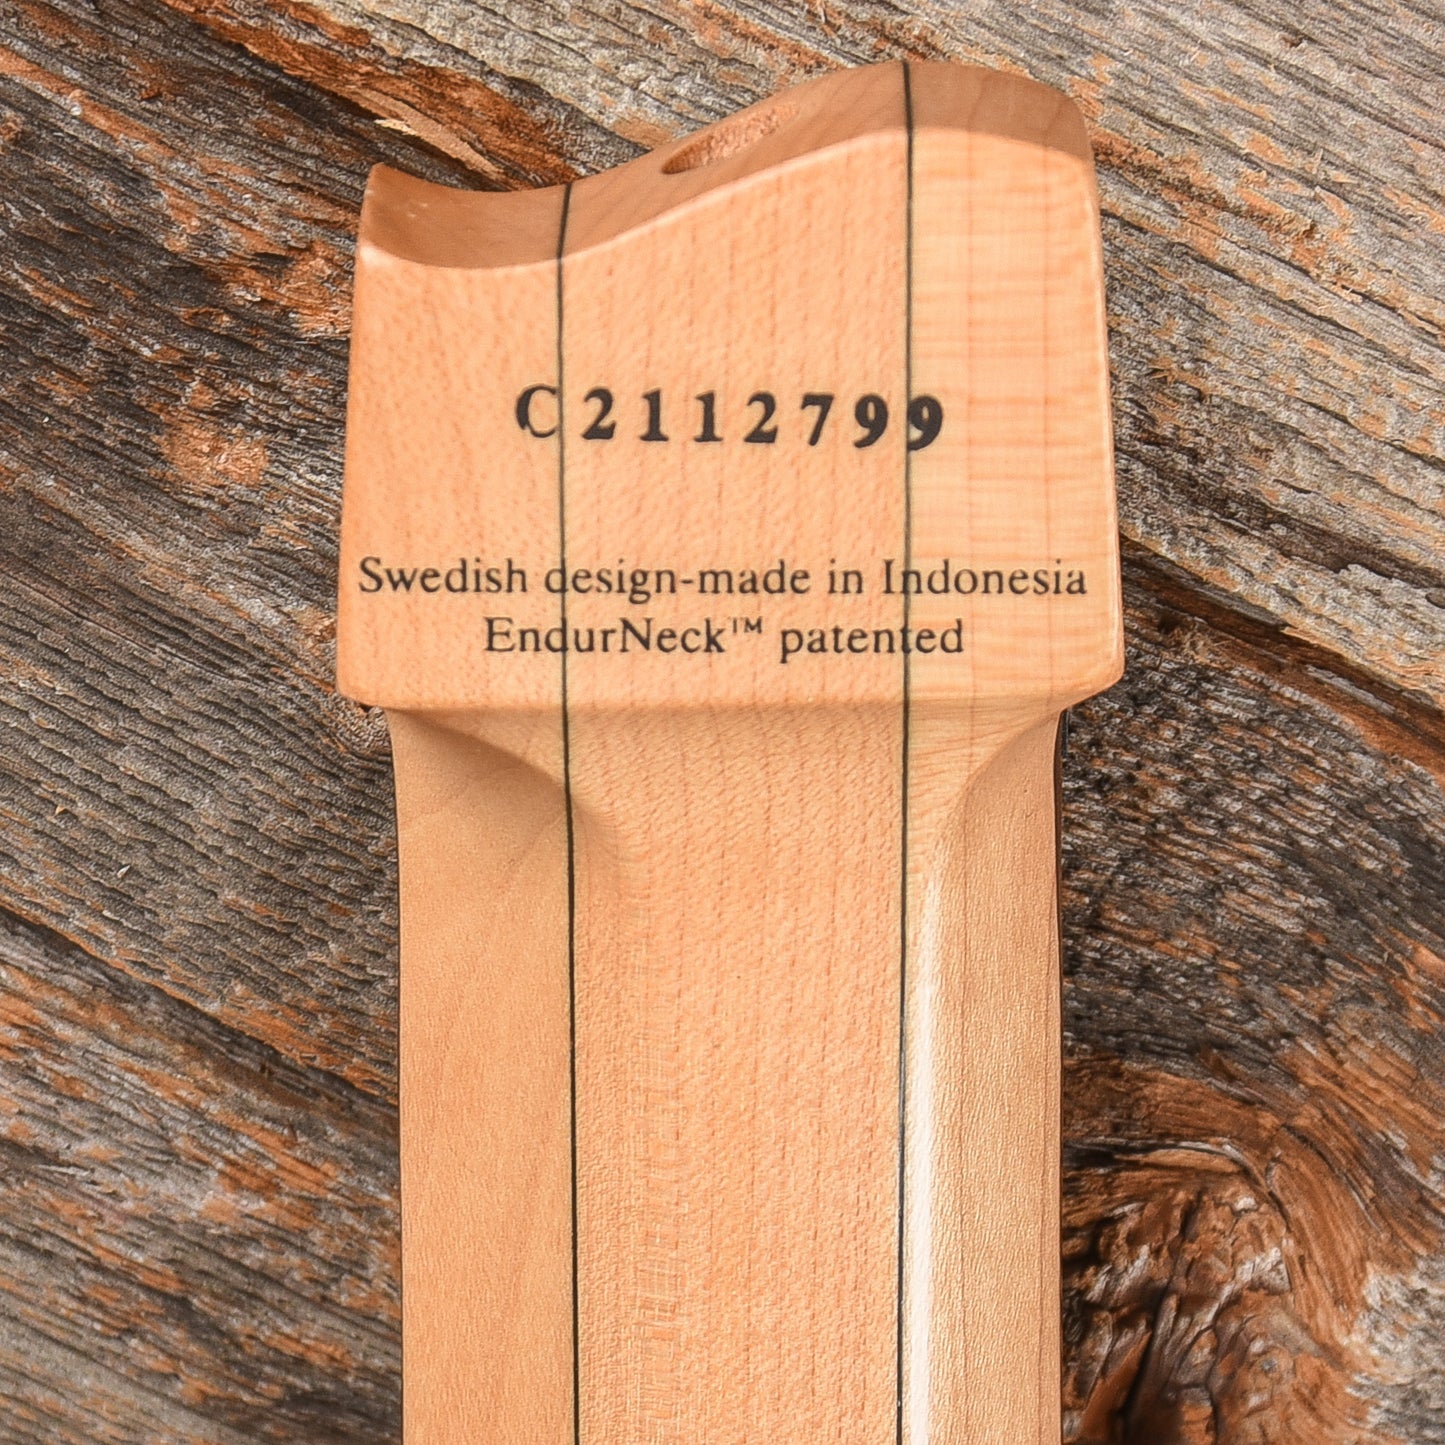 C2112799
Swedish design-made in Indonesia
EndurNeck™ patented